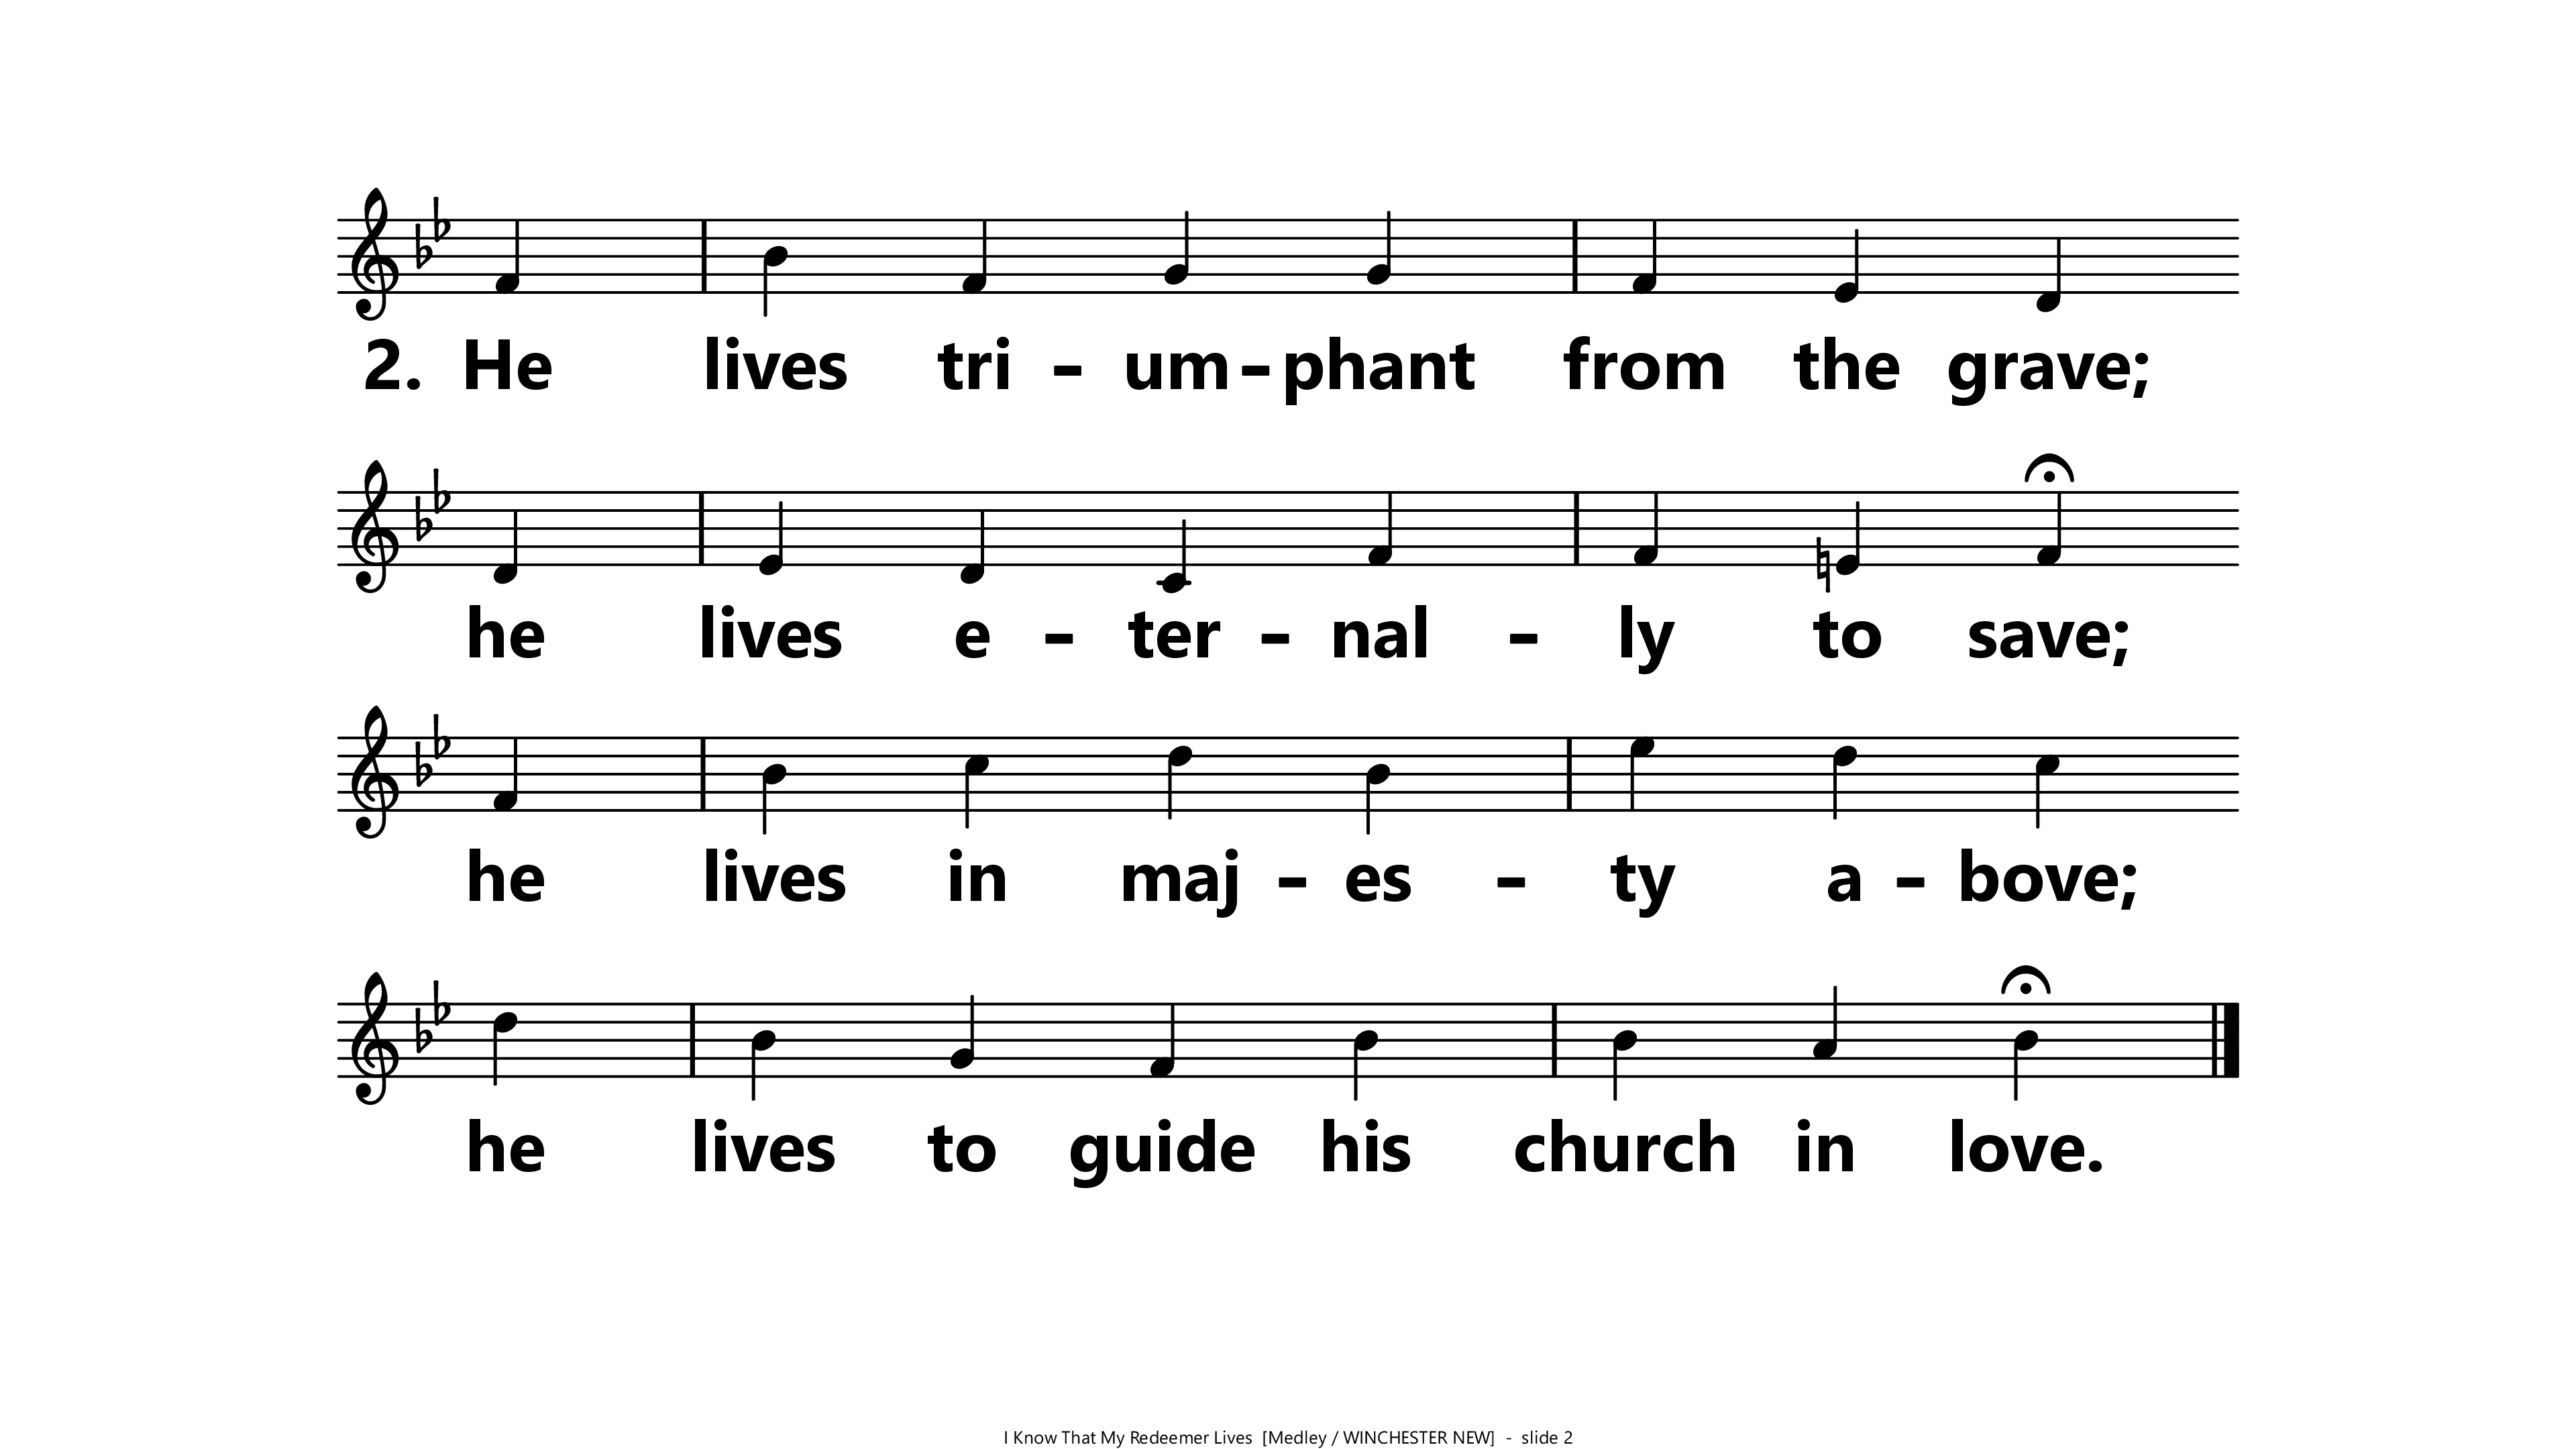 2. He lives tri - um - phant from the grave;
he lives e - ter - nal - ly to save;
he lives in maj - es - ty a - bove;
he lives to guide his church in love.
I Know That My Redeemer Lives [Medley / WINCHESTER NEW] - slide 2